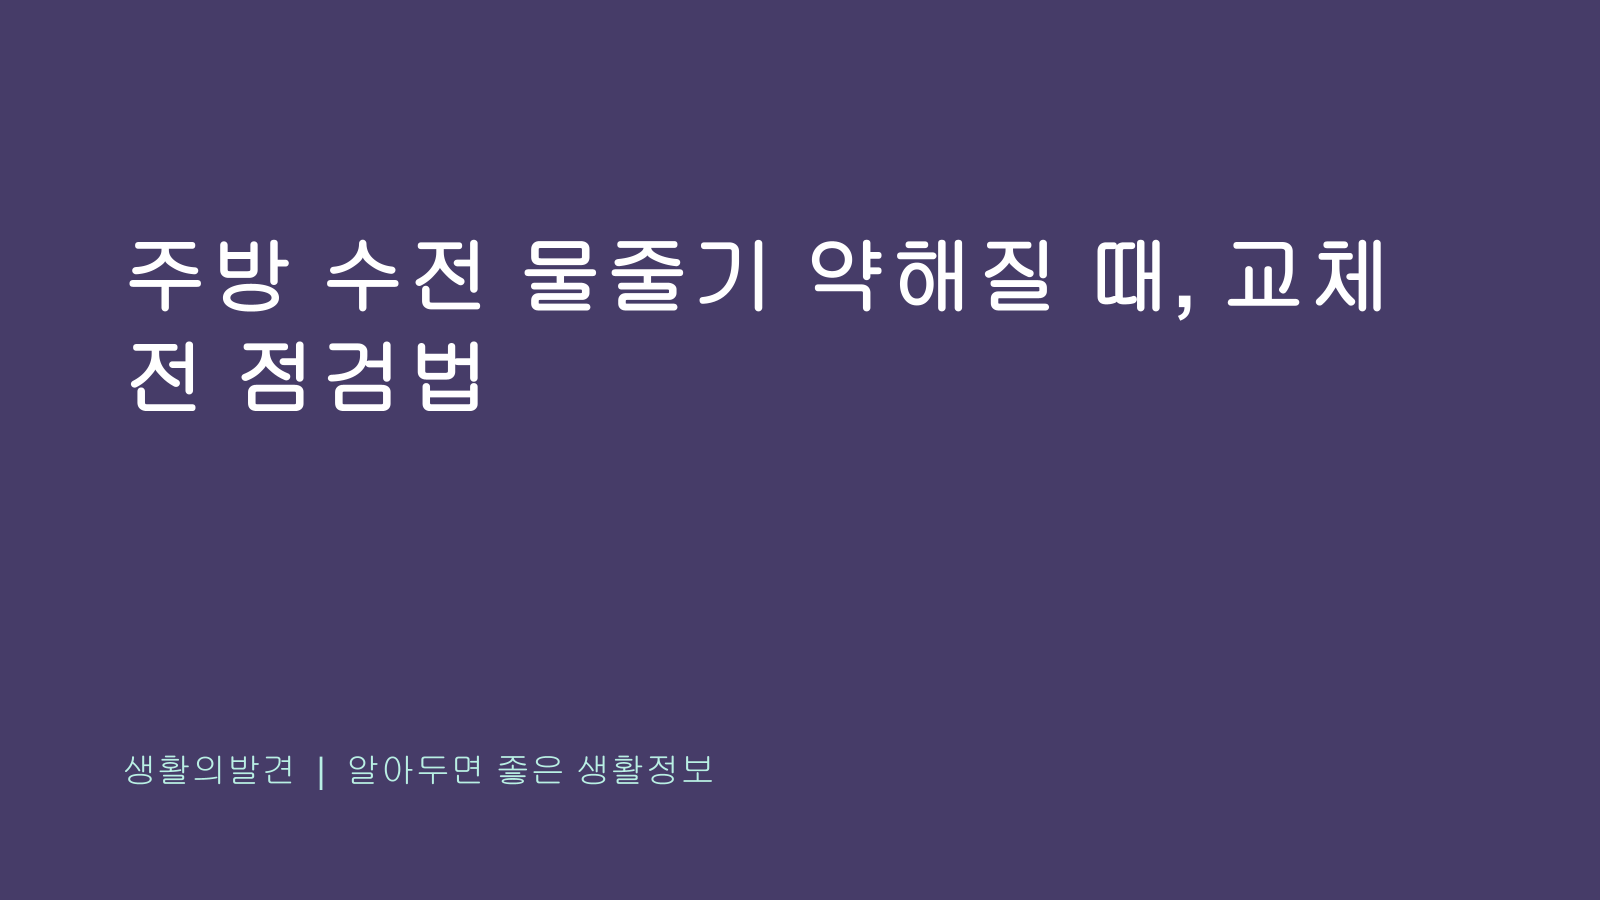 주방 수전 물줄기 약해질 때, 교체
전 점검법
생활의발견 | 알아두면 좋은 생활정보